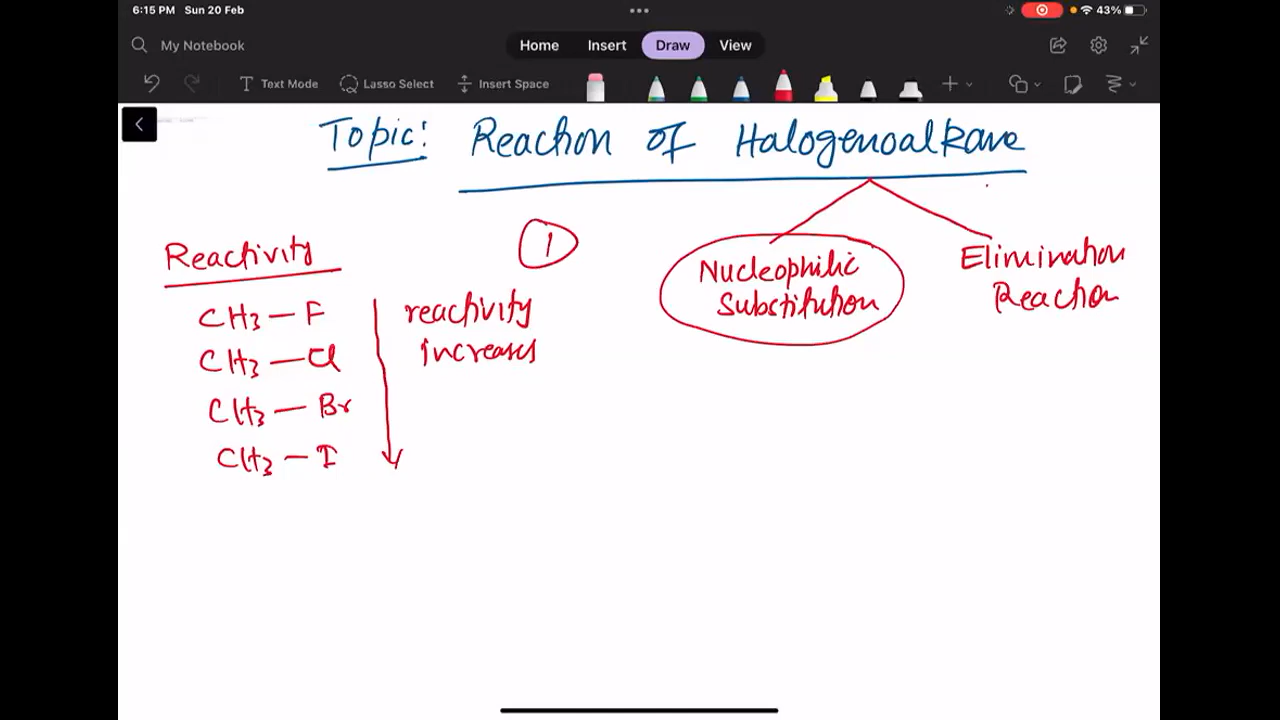 6:15 PM Sun 20 Feb
43%
My Notebook
Home Insert Draw View
Text Mode Lasso Select Insert Space
Topic: Reaction of Halogenoalkane
Reactivity
1
Nucleophilic
Substitution
Elimination
Reaction
CH3 — F
CH3 — Cl
CH3 — Br
CH3 — I
reactivity
increases